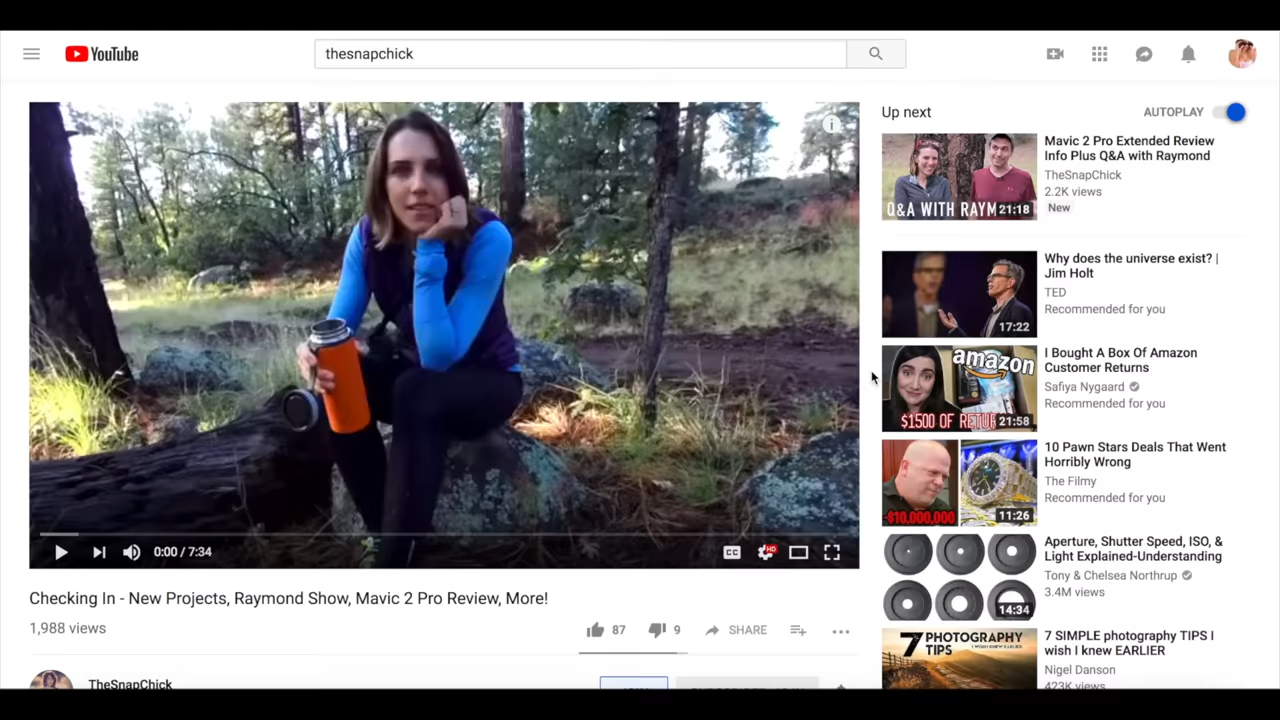 YouTube
thesnapchick
Up next
AUTOPLAY
Q&A WITH RAYM
21:18
Mavic 2 Pro Extended Review
Info Plus Q&A with Raymond
TheSnapChick
2.2K views
New
17:22
Why does the universe exist? |
Jim Holt
TED
Recommended for you
amazon
$1500 OF RETUR
21:58
I Bought A Box Of Amazon
Customer Returns
Safiya Nygaard
Recommended for you
-$10,000,000
11:26
10 Pawn Stars Deals That Went
Horribly Wrong
The Filmy
Recommended for you
14:34
Aperture, Shutter Speed, ISO, &
Light Explained-Understanding
Tony & Chelsea Northrup
3.4M views
7 PHOTOGRAPHY
TIPS
I WISH I KNEW EARLIER
7 SIMPLE photography TIPS I
wish I knew EARLIER
Nigel Danson
423K views
0:00 / 7:34
CC
HD
Checking In - New Projects, Raymond Show, Mavic 2 Pro Review, More!
1,988 views
87
9
SHARE
TheSnapChick